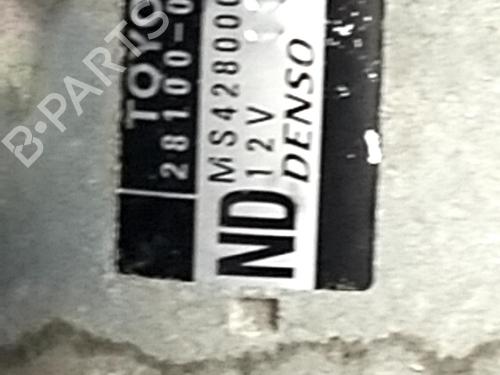 TOYO
28100-0
MS428000
12V
DENSO
ND
B-PARTS